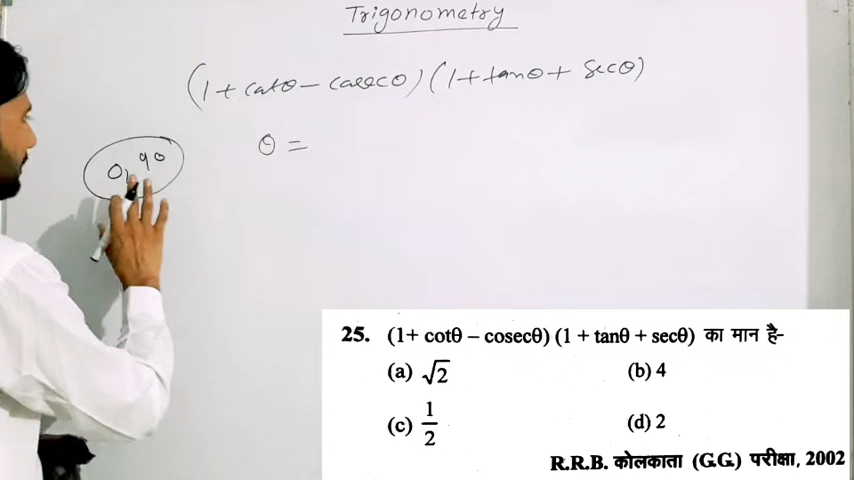 Trigonometry
(1 + cotθ - cosecθ) (1 + tanθ + secθ)
θ =
0, 90
25. (1+ cotθ – cosecθ) (1 + tanθ + secθ) का मान है-
(a) √2 (b) 4
(c) 1/2 (d) 2
R.R.B. कोलकाता (G.G.) परीक्षा, 2002